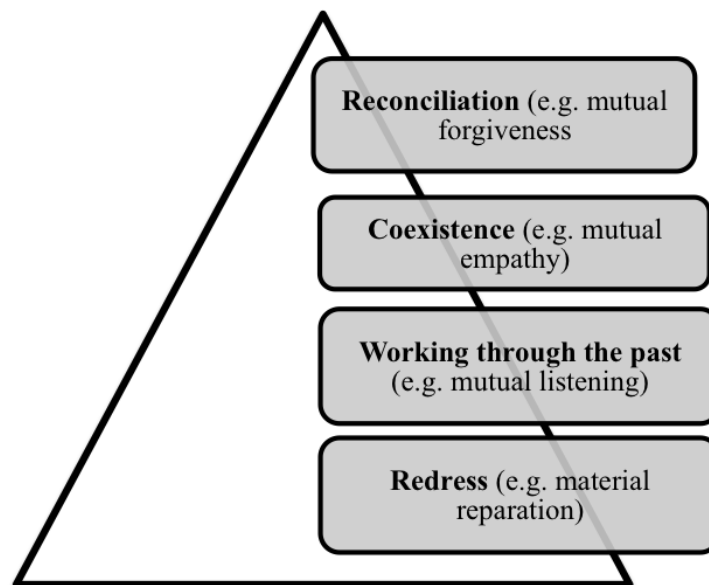 Reconciliation (e.g. mutual
forgiveness
Coexistence (e.g. mutual
empathy)
Working through the past
(e.g. mutual listening)
Redress (e.g. material
reparation)